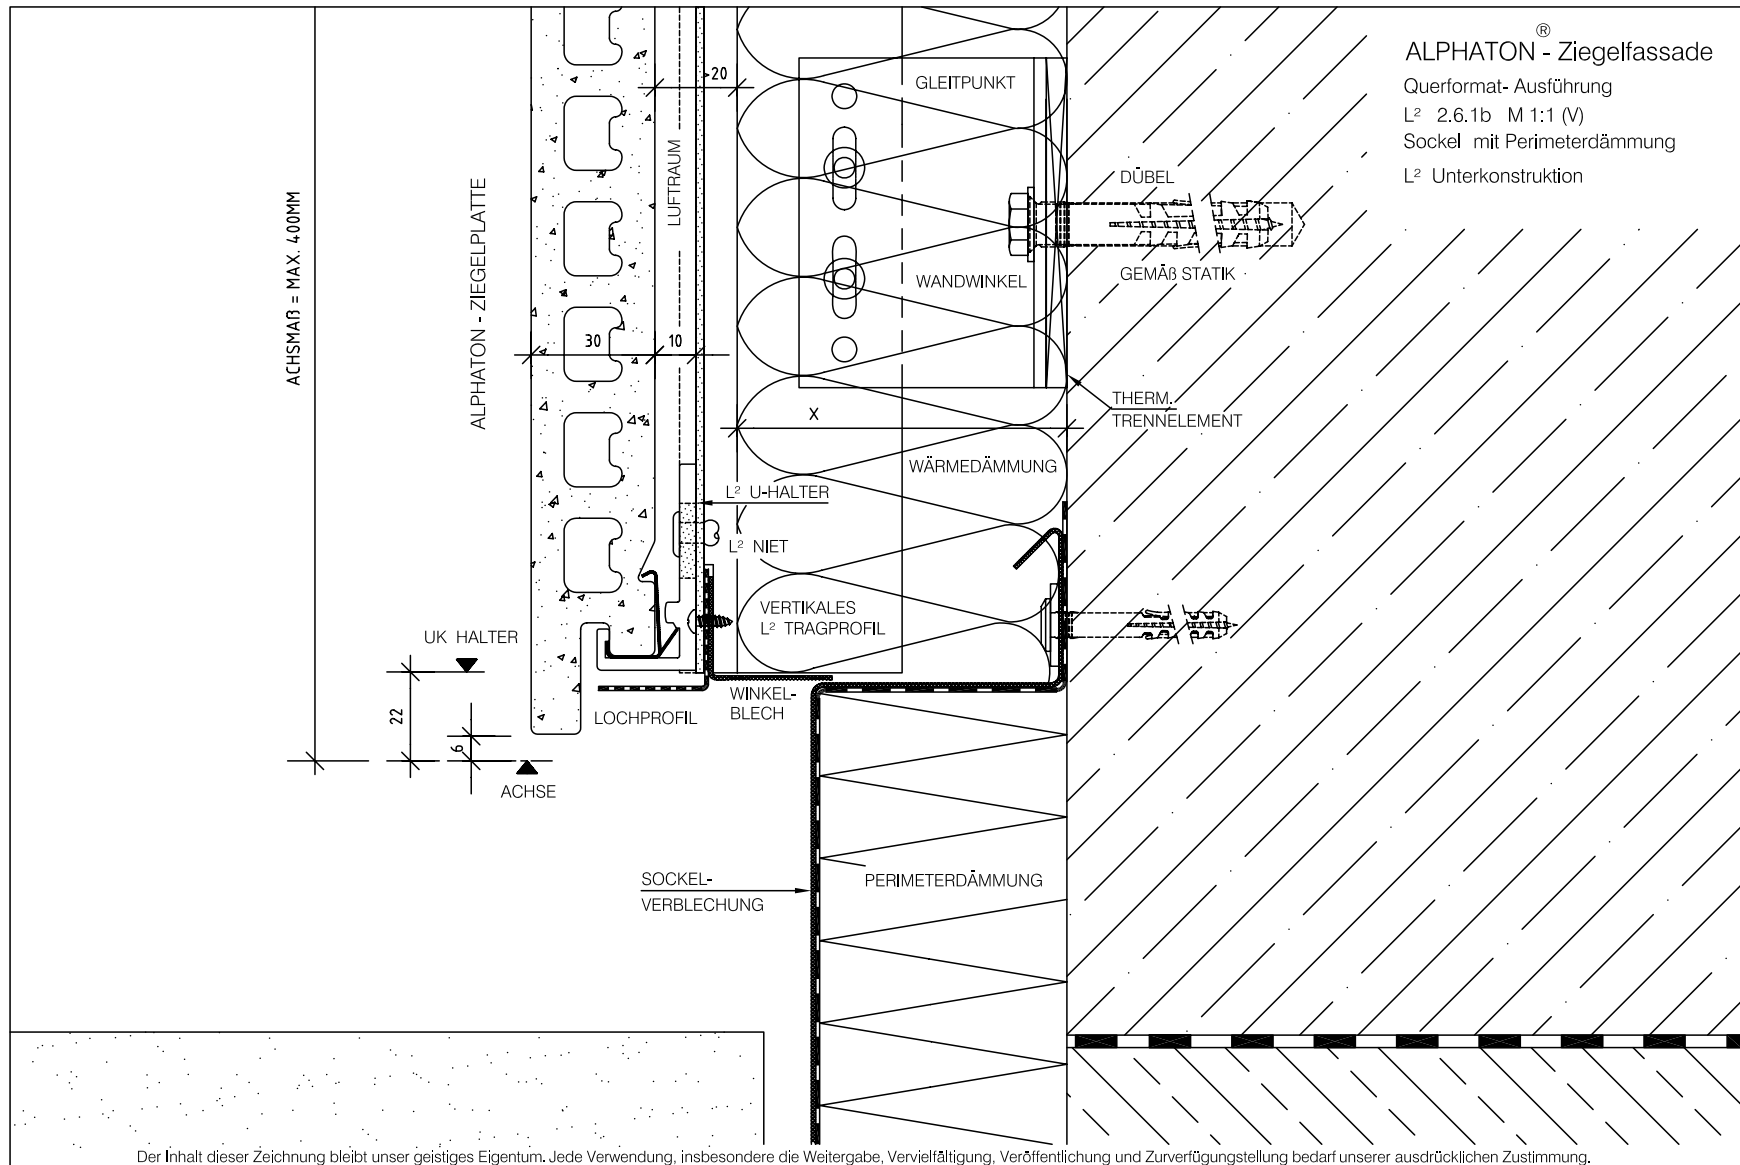 ®
ALPHATON - Ziegelfassade
Querformat- Ausführung
L² 2.6.1b M 1:1 (V)
Sockel mit Perimeterdämmung
L² Unterkonstruktion
>20
GLEITPUNKT
LUFTRAUM
DÜBEL
GEMÄß STATIK
WANDWINKEL
ACHSMAß = MAX. 400MM
ALPHATON - ZIEGELPLATTE
30
10
THERM.
TRENNELEMENT
X
WÄRMEDÄMMUNG
L² U-HALTER
L² NIET
VERTIKALES
L² TRAGPROFIL
UK HALTER
22
6
ACHSE
LOCHPROFIL
WINKEL-
BLECH
SOCKEL-
VERBLECHUNG
PERIMETERDÄMMUNG
Der Inhalt dieser Zeichnung bleibt unser geistiges Eigentum. Jede Verwendung, insbesondere die Weitergabe, Vervielfältigung, Veröffentlichung und Zurverfügungstellung bedarf unserer ausdrücklichen Zustimmung.